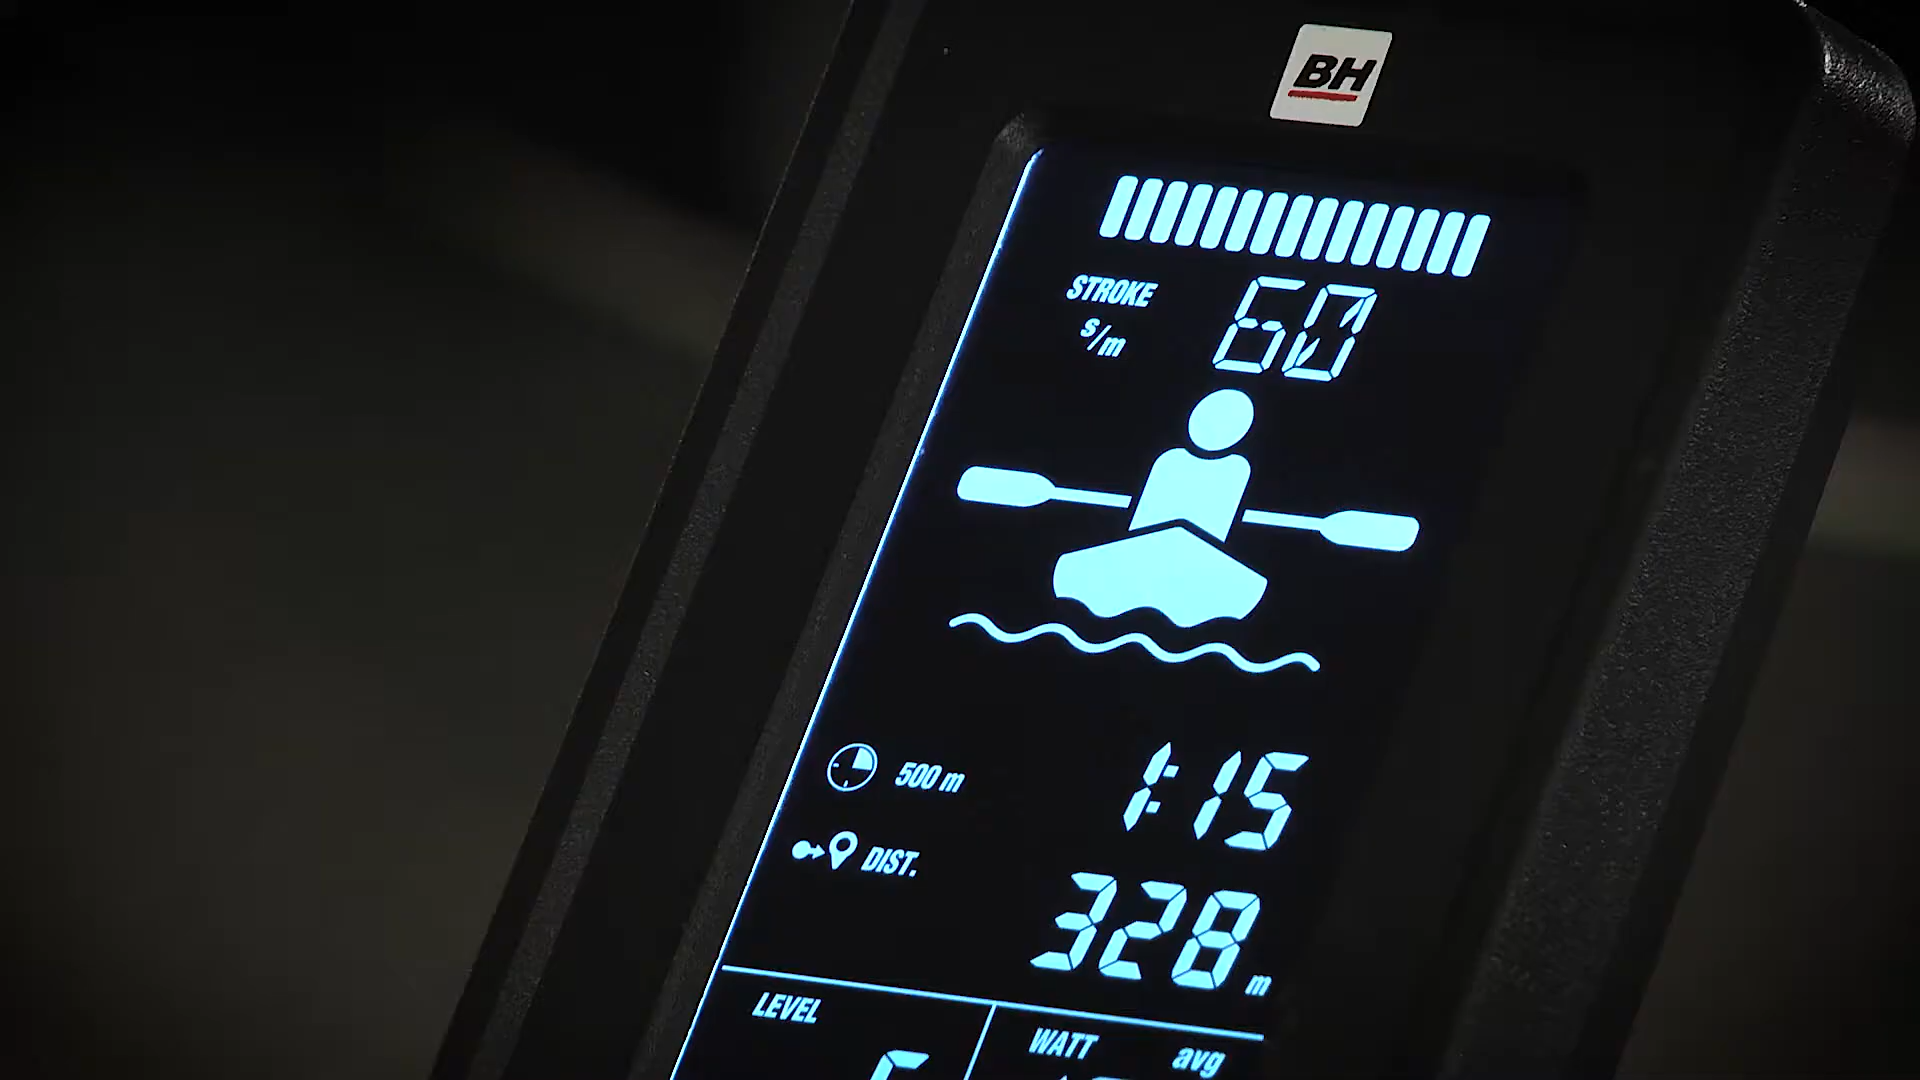 BH
STROKE 60
s/m
500 m 1:15
DIST. 328 m
LEVEL
WATT avg